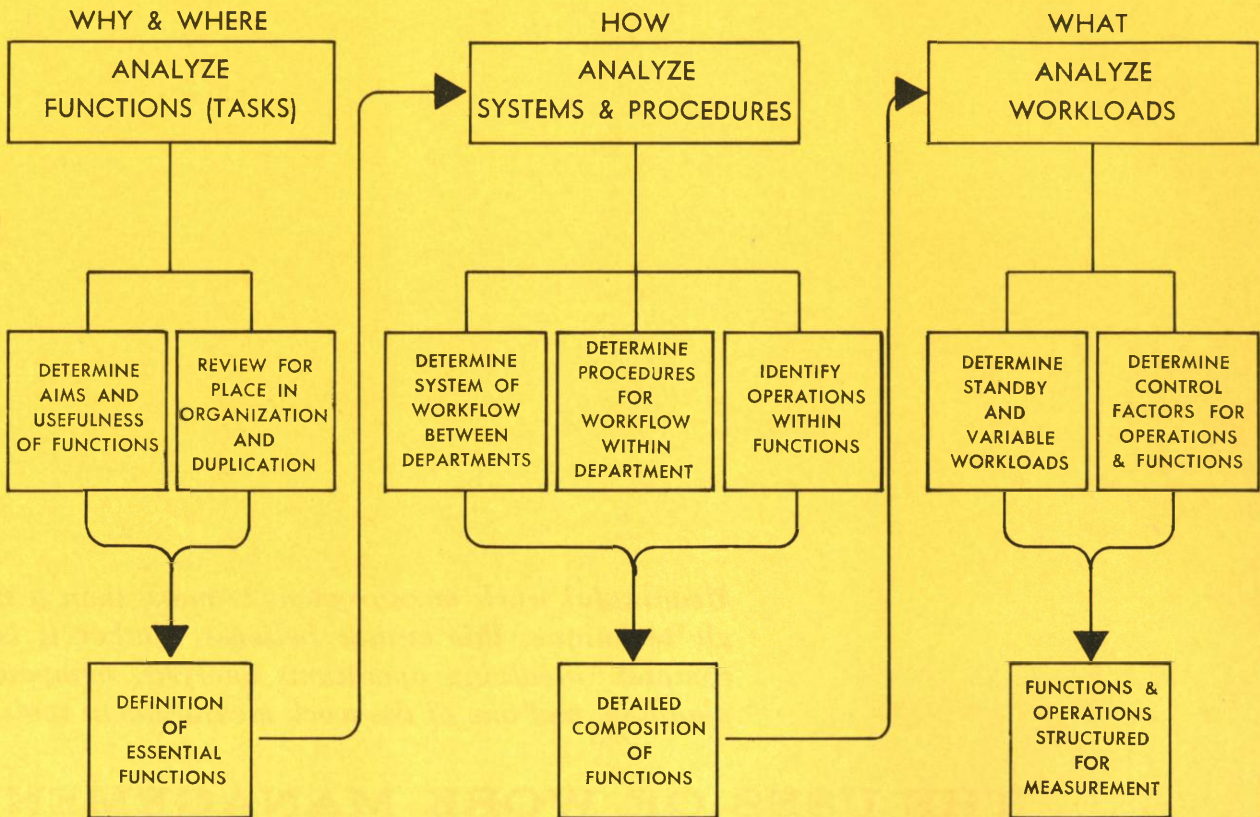 WHY & WHERE
ANALYZE
FUNCTIONS (TASKS)
DETERMINE
AIMS AND
USEFULNESS
OF FUNCTIONS
REVIEW FOR
PLACE IN
ORGANIZATION
AND
DUPLICATION
DEFINITION
OF
ESSENTIAL
FUNCTIONS
HOW
ANALYZE
SYSTEMS & PROCEDURES
DETERMINE
SYSTEM OF
WORKFLOW
BETWEEN
DEPARTMENTS
DETERMINE
PROCEDURES
FOR
WORKFLOW
WITHIN
DEPARTMENT
IDENTIFY
OPERATIONS
WITHIN
FUNCTIONS
DETAILED
COMPOSITION
OF
FUNCTIONS
WHAT
ANALYZE
WORKLOADS
DETERMINE
STANDBY
AND
VARIABLE
WORKLOADS
DETERMINE
CONTROL
FACTORS FOR
OPERATIONS
& FUNCTIONS
FUNCTIONS &
OPERATIONS
STRUCTURED
FOR
MEASUREMENT